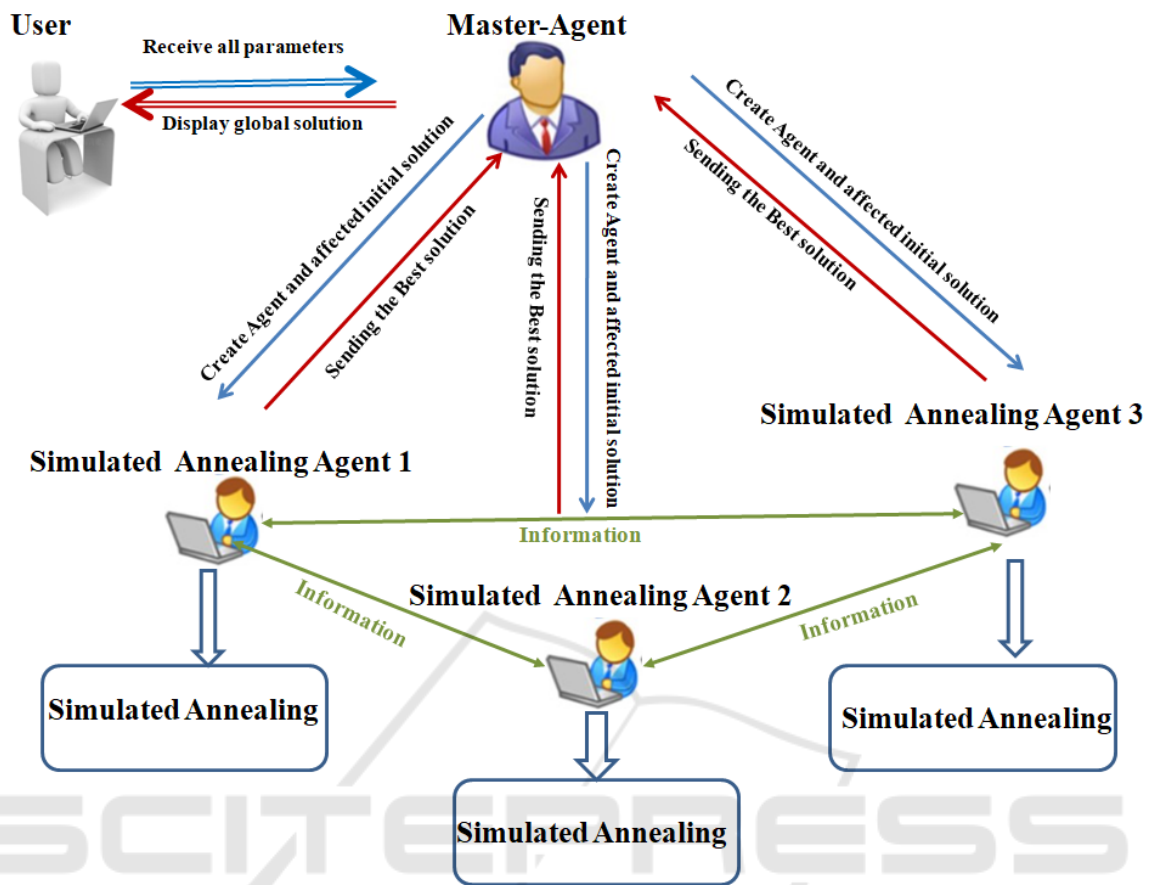 User
Master-Agent
Receive all parameters
Display global solution
Create Agent and affected initial solution
Sending the Best solution
Sending the Best solution
Create Agent and affected initial solution
Create Agent and affected initial solution
Sending the Best solution
Simulated Annealing Agent 1
Simulated Annealing Agent 3
Information
Simulated Annealing Agent 2
Information
Information
Simulated Annealing
Simulated Annealing
Simulated Annealing
SCITEPRESS